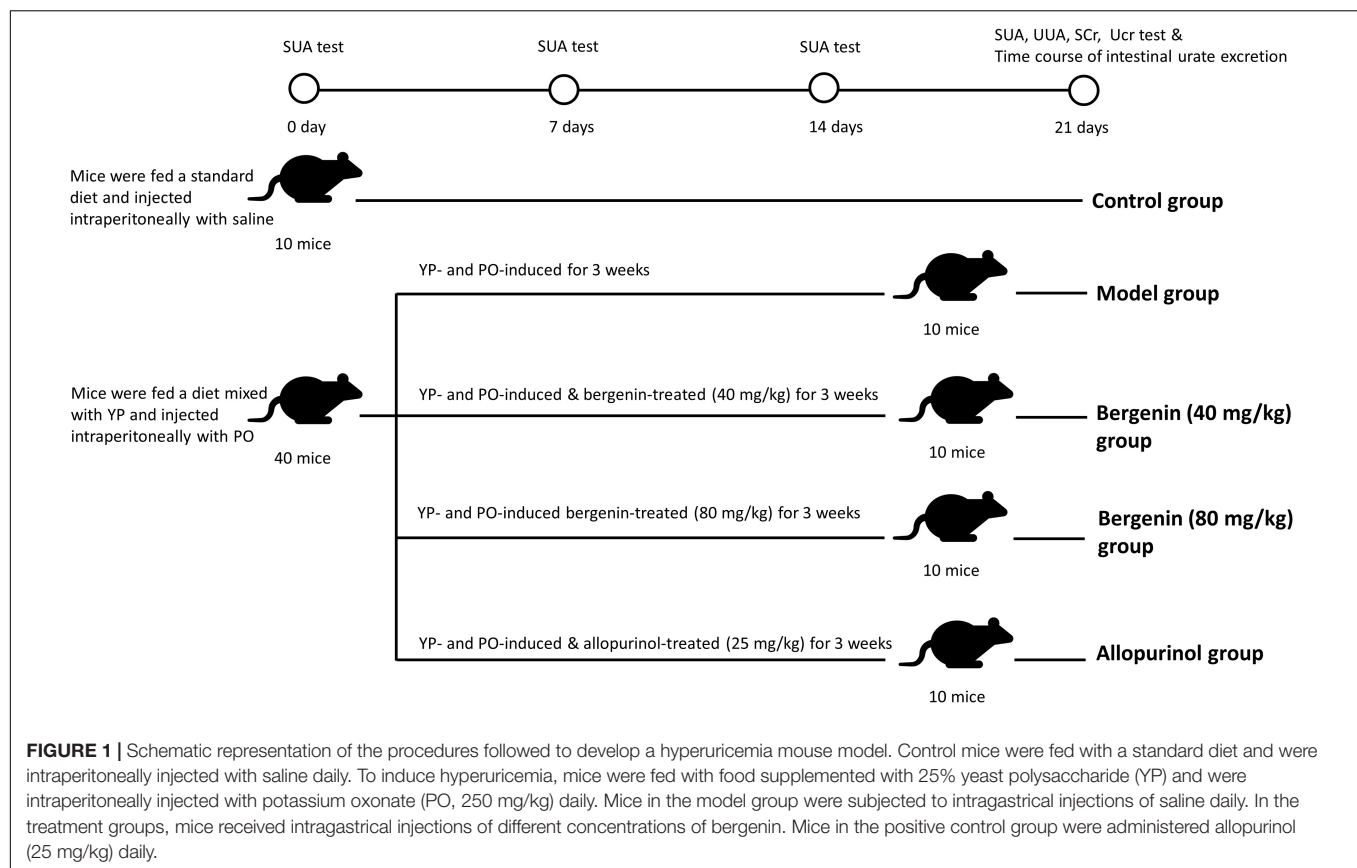 SUA test
SUA test
SUA test
SUA, UUA, SCr, Ucr test &
Time course of intestinal urate excretion
0 day
7 days
14 days
21 days
Mice were fed a standard
diet and injected
intraperitoneally with saline
10 mice
Control group
YP- and PO-induced for 3 weeks
10 mice
Model group
Mice were fed a diet mixed
with YP and injected
intraperitoneally with PO
40 mice
YP- and PO-induced & bergenin-treated (40 mg/kg) for 3 weeks
10 mice
Bergenin (40 mg/kg)
group
YP- and PO-induced bergenin-treated (80 mg/kg) for 3 weeks
10 mice
Bergenin (80 mg/kg)
group
YP- and PO-induced & allopurinol-treated (25 mg/kg) for 3 weeks
10 mice
Allopurinol group
FIGURE 1 | Schematic representation of the procedures followed to develop a hyperuricemia mouse model. Control mice were fed with a standard diet and were
intraperitoneally injected with saline daily. To induce hyperuricemia, mice were fed with food supplemented with 25% yeast polysaccharide (YP) and were
intraperitoneally injected with potassium oxonate (PO, 250 mg/kg) daily. Mice in the model group were subjected to intragastrical injections of saline daily. In the
treatment groups, mice received intragastrical injections of different concentrations of bergenin. Mice in the positive control group were administered allopurinol
(25 mg/kg) daily.